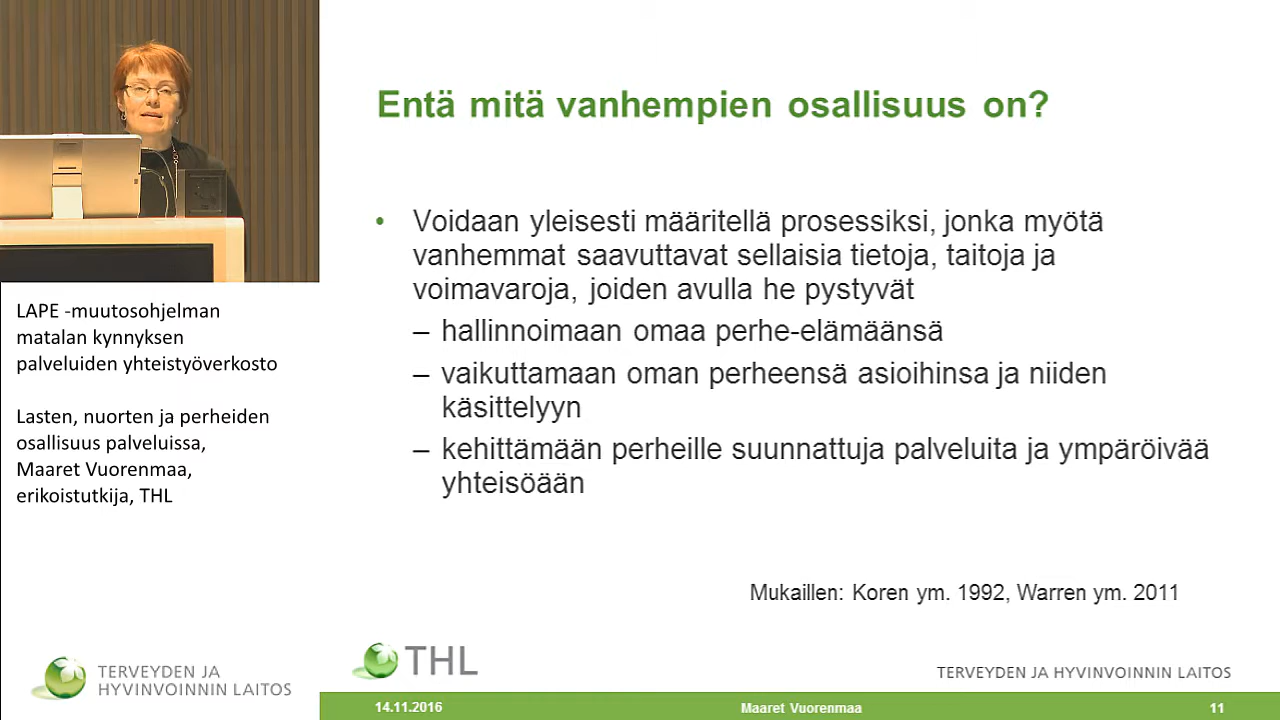 Entä mitä vanhempien osallisuus on?
• Voidaan yleisesti määritellä prosessiksi, jonka myötä
vanhemmat saavuttavat sellaisia tietoja, taitoja ja
voimavaroja, joiden avulla he pystyvät
– hallinnoimaan omaa perhe-elämäänsä
– vaikuttamaan oman perheensä asioihinsa ja niiden
käsittelyyn
– kehittämään perheille suunnattuja palveluita ja ympäröivää
yhteisöään
Mukaillen: Koren ym. 1992, Warren ym. 2011
LAPE -muutosohjelman
matalan kynnyksen
palveluiden yhteistyöverkosto
Lasten, nuorten ja perheiden
osallisuus palveluissa,
Maaret Vuorenmaa,
erikoistutkija, THL
TERVEYDEN JA
HYVINVOINNIN LAITOS
THL
TERVEYDEN JA HYVINVOINNIN LAITOS
14.11.2016
Maaret Vuorenmaa
11